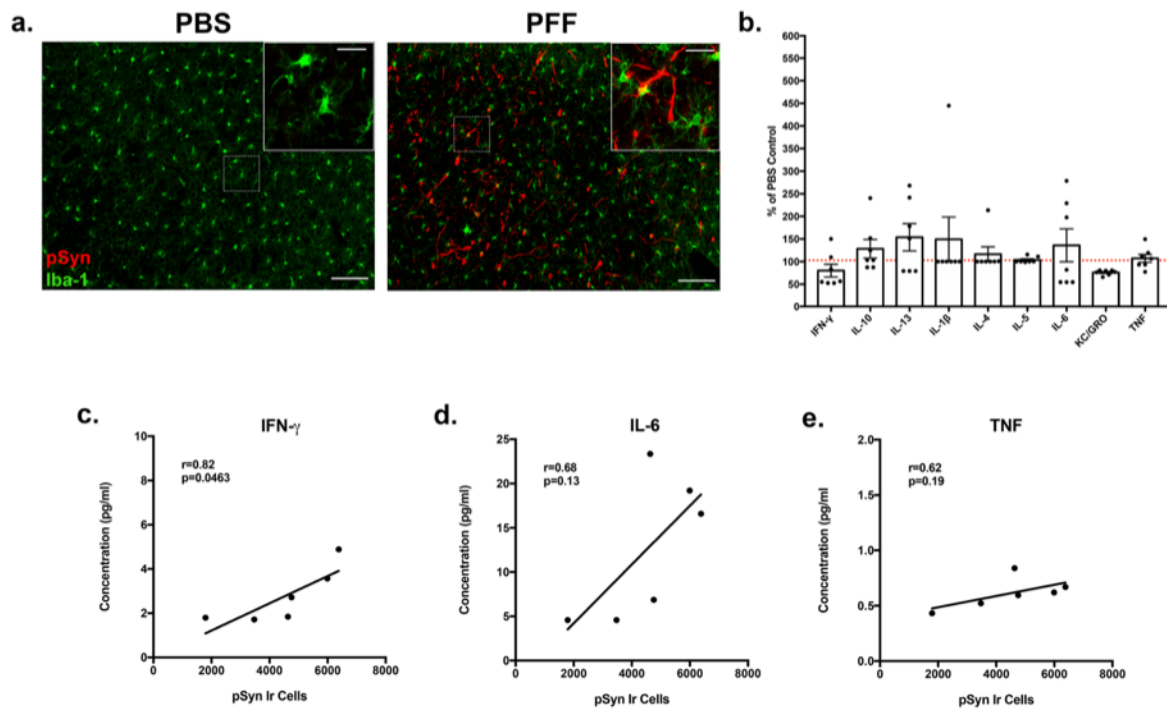 a.
PBS
PFF
pSyn
Iba-1
b.
% of PBS Control
600
550
500
450
400
350
300
250
200
150
100
50
0
IFN-γ
IL-10
IL-13
IL-1β
IL-4
IL-5
IL-6
KC/GRO
TNF
c.
IFN-γ
r=0.82
p=0.0463
Concentration (pg/ml)
10
8
6
4
2
0
0 2000 4000 6000 8000
pSyn Ir Cells
d.
IL-6
r=0.68
p=0.13
Concentration (pg/ml)
25
20
15
10
5
0
0 2000 4000 6000 8000
pSyn Ir Cells
e.
TNF
r=0.62
p=0.19
Concentration (pg/ml)
2.0
1.5
1.0
0.5
0.0
0 2000 4000 6000 8000
pSyn Ir Cells